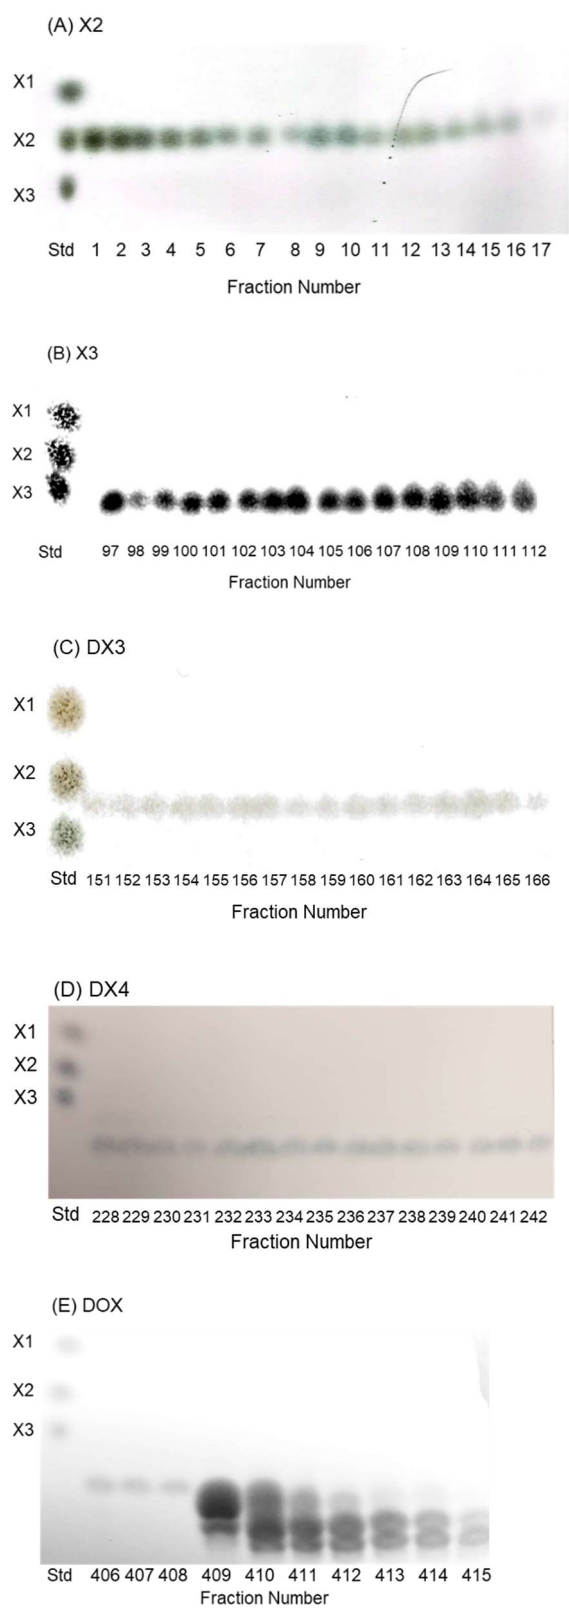 (A) X2
X1
X2
X3
Std 1 2 3 4 5 6 7 8 9 10 11 12 13 14 15 16 17
Fraction Number
(B) X3
X1
X2
X3
Std 97 98 99 100 101 102 103 104 105 106 107 108 109 110 111 112
Fraction Number
(C) DX3
X1
X2
X3
Std 151 152 153 154 155 156 157 158 159 160 161 162 163 164 165 166
Fraction Number
(D) DX4
X1
X2
X3
Std 228 229 230 231 232 233 234 235 236 237 238 239 240 241 242
Fraction Number
(E) DOX
X1
X2
X3
Std 406 407 408 409 410 411 412 413 414 415
Fraction Number